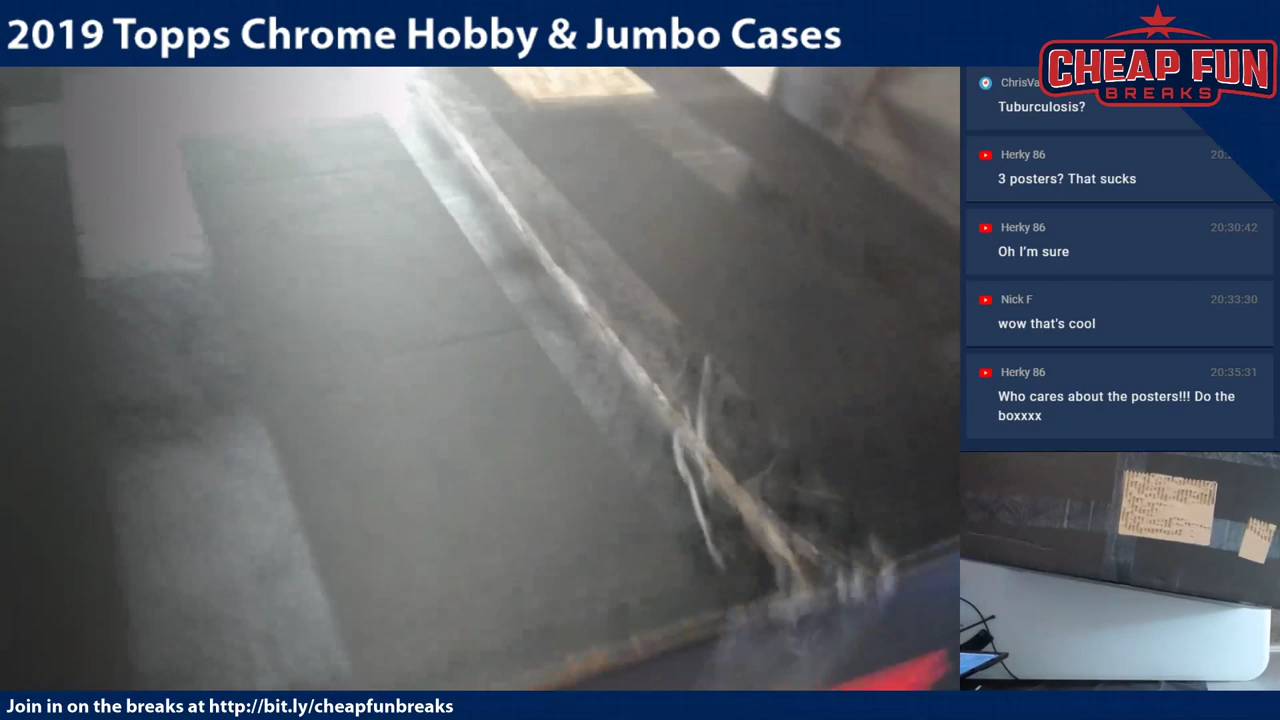 2019 Topps Chrome Hobby & Jumbo Cases
CHEAP FUN
BREAKS
ChrisVa
Tuburculosis?
Herky 86
20:
3 posters? That sucks
Herky 86
20:30:42
Oh I'm sure
Nick F
20:33:30
wow that's cool
Herky 86
20:35:31
Who cares about the posters!!! Do the
boxxxx
Join in on the breaks at http://bit.ly/cheapfunbreaks